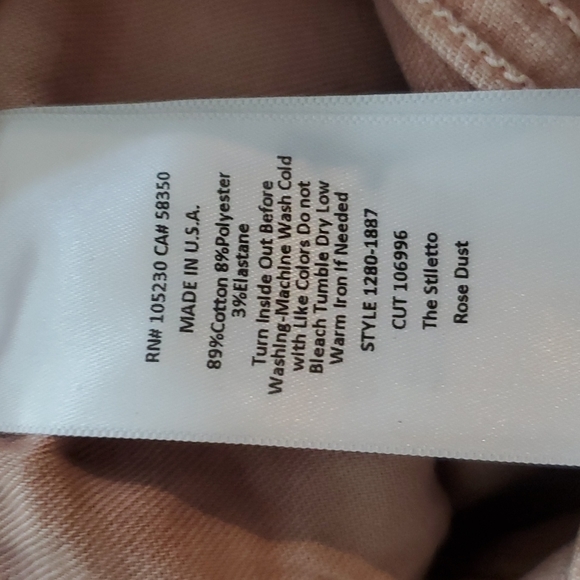 RN# 105230 CA# 58350
MADE IN U.S.A.
89%Cotton 8%Polyester
3%Elastane
Turn Inside Out Before
Washing-Machine Wash Cold
with Like Colors Do not
Bleach Tumble Dry Low
Warm Iron If Needed
STYLE 1280-1887
CUT 106996
The Stiletto
Rose Dust